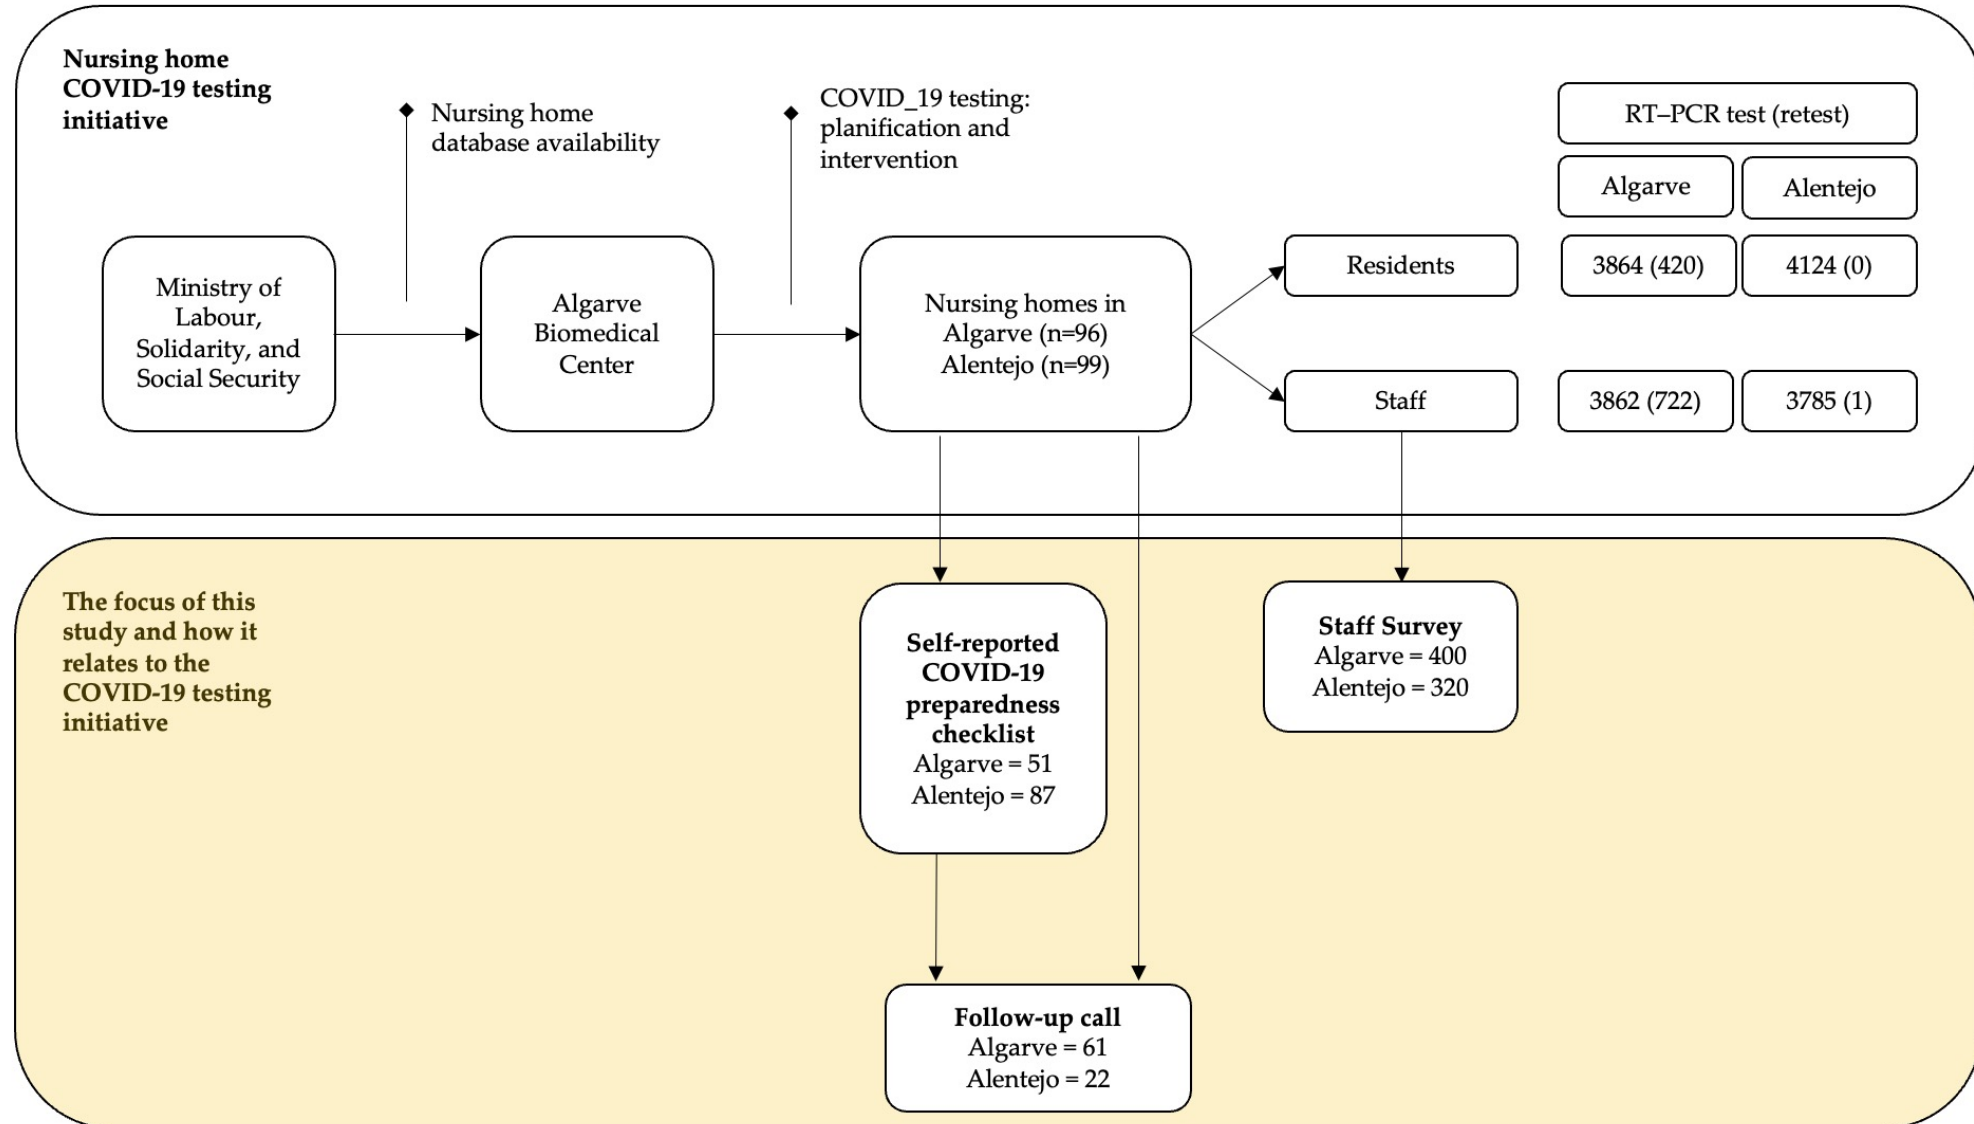 Nursing home
COVID-19 testing
initiative
Nursing home
database availability
COVID_19 testing:
planification and
intervention
RT–PCR test (retest)
Algarve
Alentejo
Ministry of
Labour,
Solidarity, and
Social Security
Algarve
Biomedical
Center
Nursing homes in
Algarve (n=96)
Alentejo (n=99)
Residents
3864 (420)
4124 (0)
Staff
3862 (722)
3785 (1)
The focus of this
study and how it
relates to the
COVID-19 testing
initiative
Self-reported
COVID-19
preparedness
checklist
Algarve = 51
Alentejo = 87
Staff Survey
Algarve = 400
Alentejo = 320
Follow-up call
Algarve = 61
Alentejo = 22